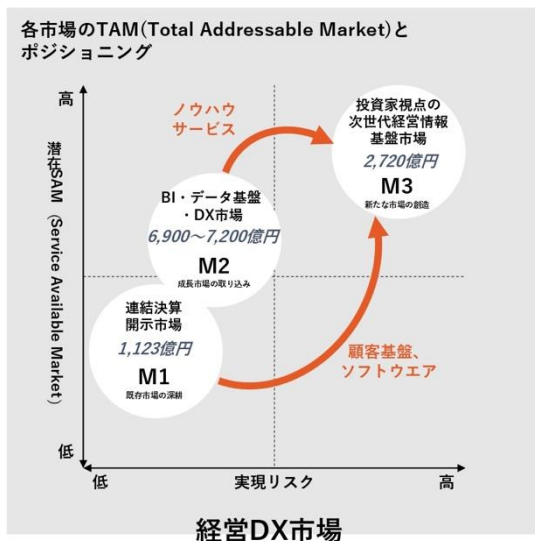 各市場のTAM(Total Addressable Market)と
ポジショニング
高
潜在SAM（Service Available Market）
低
ノウハウ
サービス
投資家視点の
次世代経営情報
基盤市場
2,720億円
M3
新たな市場の創造
BI・データ基盤
・DX市場
6,900～7,200億円
M2
成長市場の取り込み
連結決算
開示市場
1,123億円
M1
既存市場の深耕
顧客基盤、
ソフトウエア
低
実現リスク
高
経営DX市場